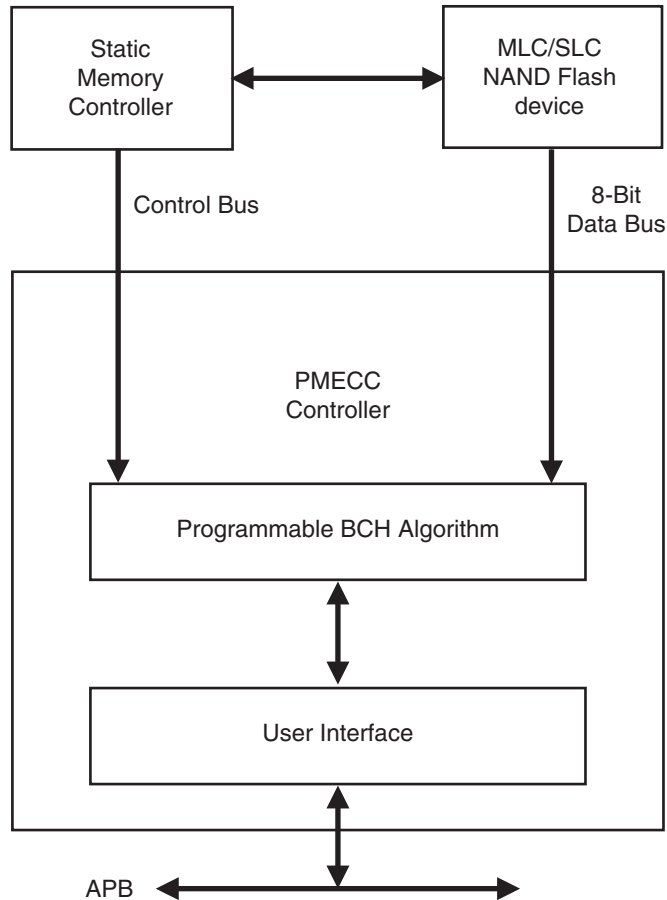 Static
Memory
Controller
MLC/SLC
NAND Flash
device
Control Bus
8-Bit
Data Bus
PMECC
Controller
Programmable BCH Algorithm
User Interface
APB